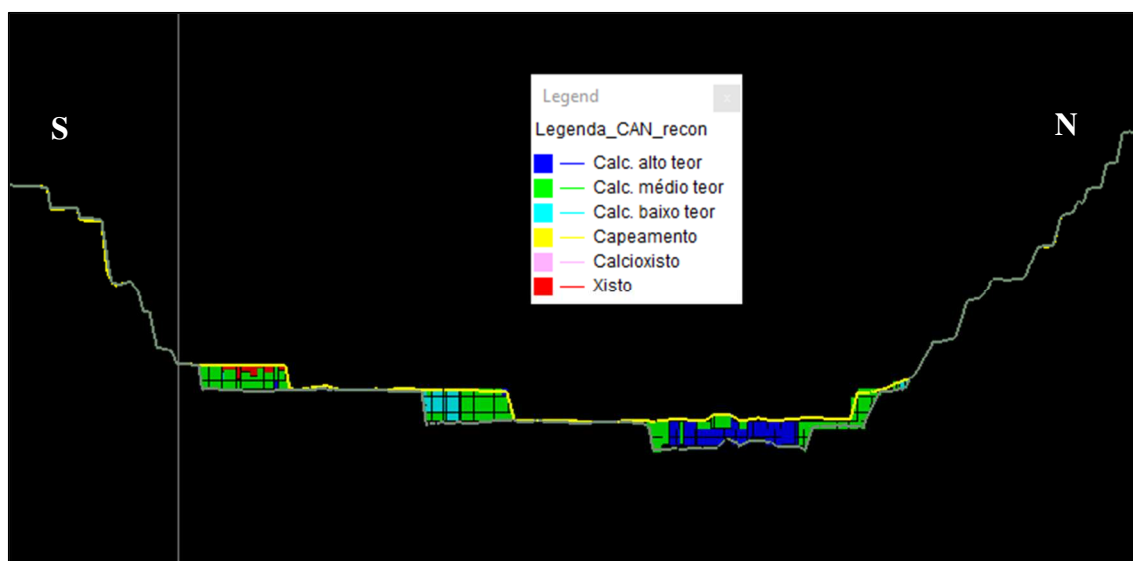 Legend
x
Legenda_CAN_recon
S
N
Calc. alto teor
Calc. médio teor
Calc. baixo teor
Capeamento
Calcioxisto
Xisto